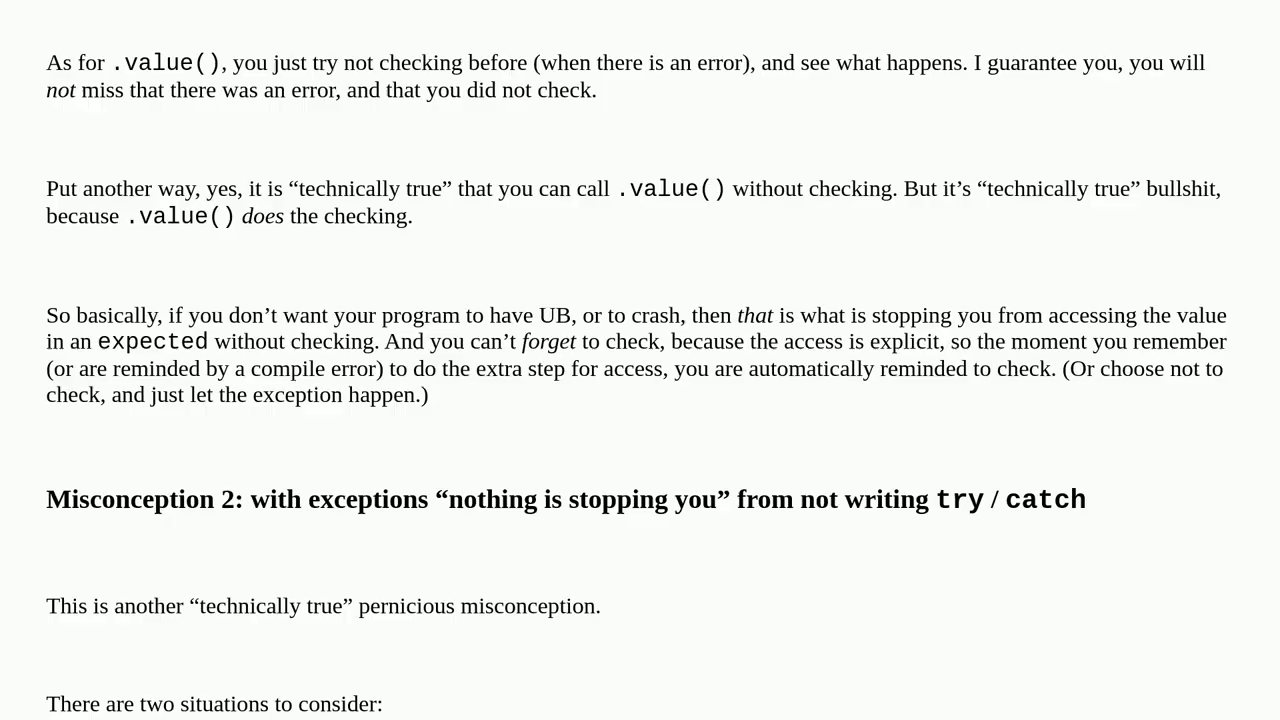 As for .value(), you just try not checking before (when there is an error), and see what happens. I guarantee you, you will
not miss that there was an error, and that you did not check.
Put another way, yes, it is “technically true” that you can call .value() without checking. But it’s “technically true” bullshit,
because .value() does the checking.
So basically, if you don’t want your program to have UB, or to crash, then that is what is stopping you from accessing the value
in an expected without checking. And you can’t forget to check, because the access is explicit, so the moment you remember
(or are reminded by a compile error) to do the extra step for access, you are automatically reminded to check. (Or choose not to
check, and just let the exception happen.)
Misconception 2: with exceptions “nothing is stopping you” from not writing try / catch
This is another “technically true” pernicious misconception.
There are two situations to consider: